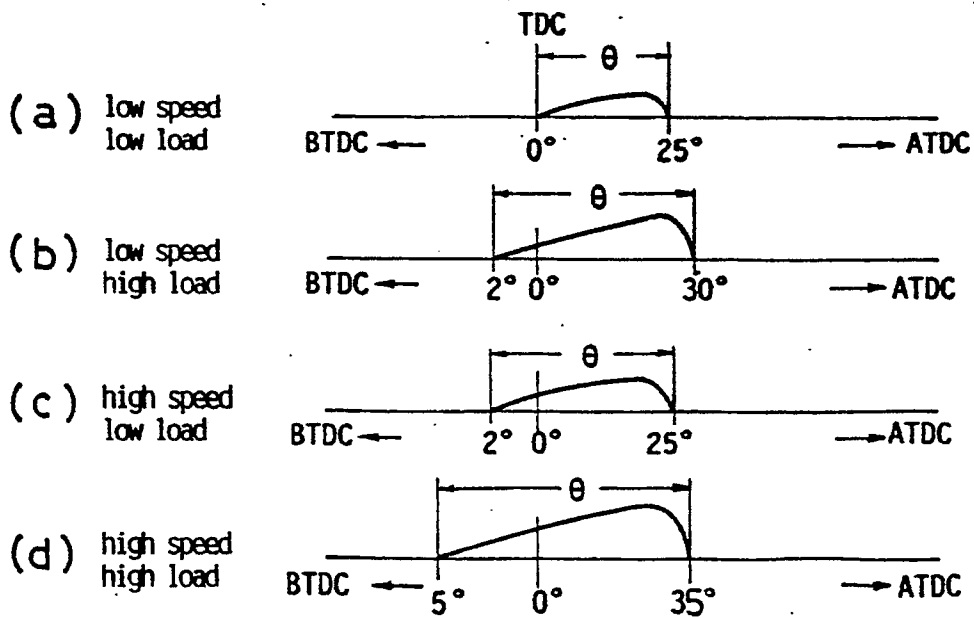 TDC
θ
(a) low speed
low load
BTDC ← 0° 25° → ATDC
θ
(b) low speed
high load
BTDC ← 2° 0° 30° → ATDC
θ
(c) high speed
low load
BTDC ← 2° 0° 25° → ATDC
θ
(d) high speed
high load
BTDC ← 5° 0° 35° → ATDC